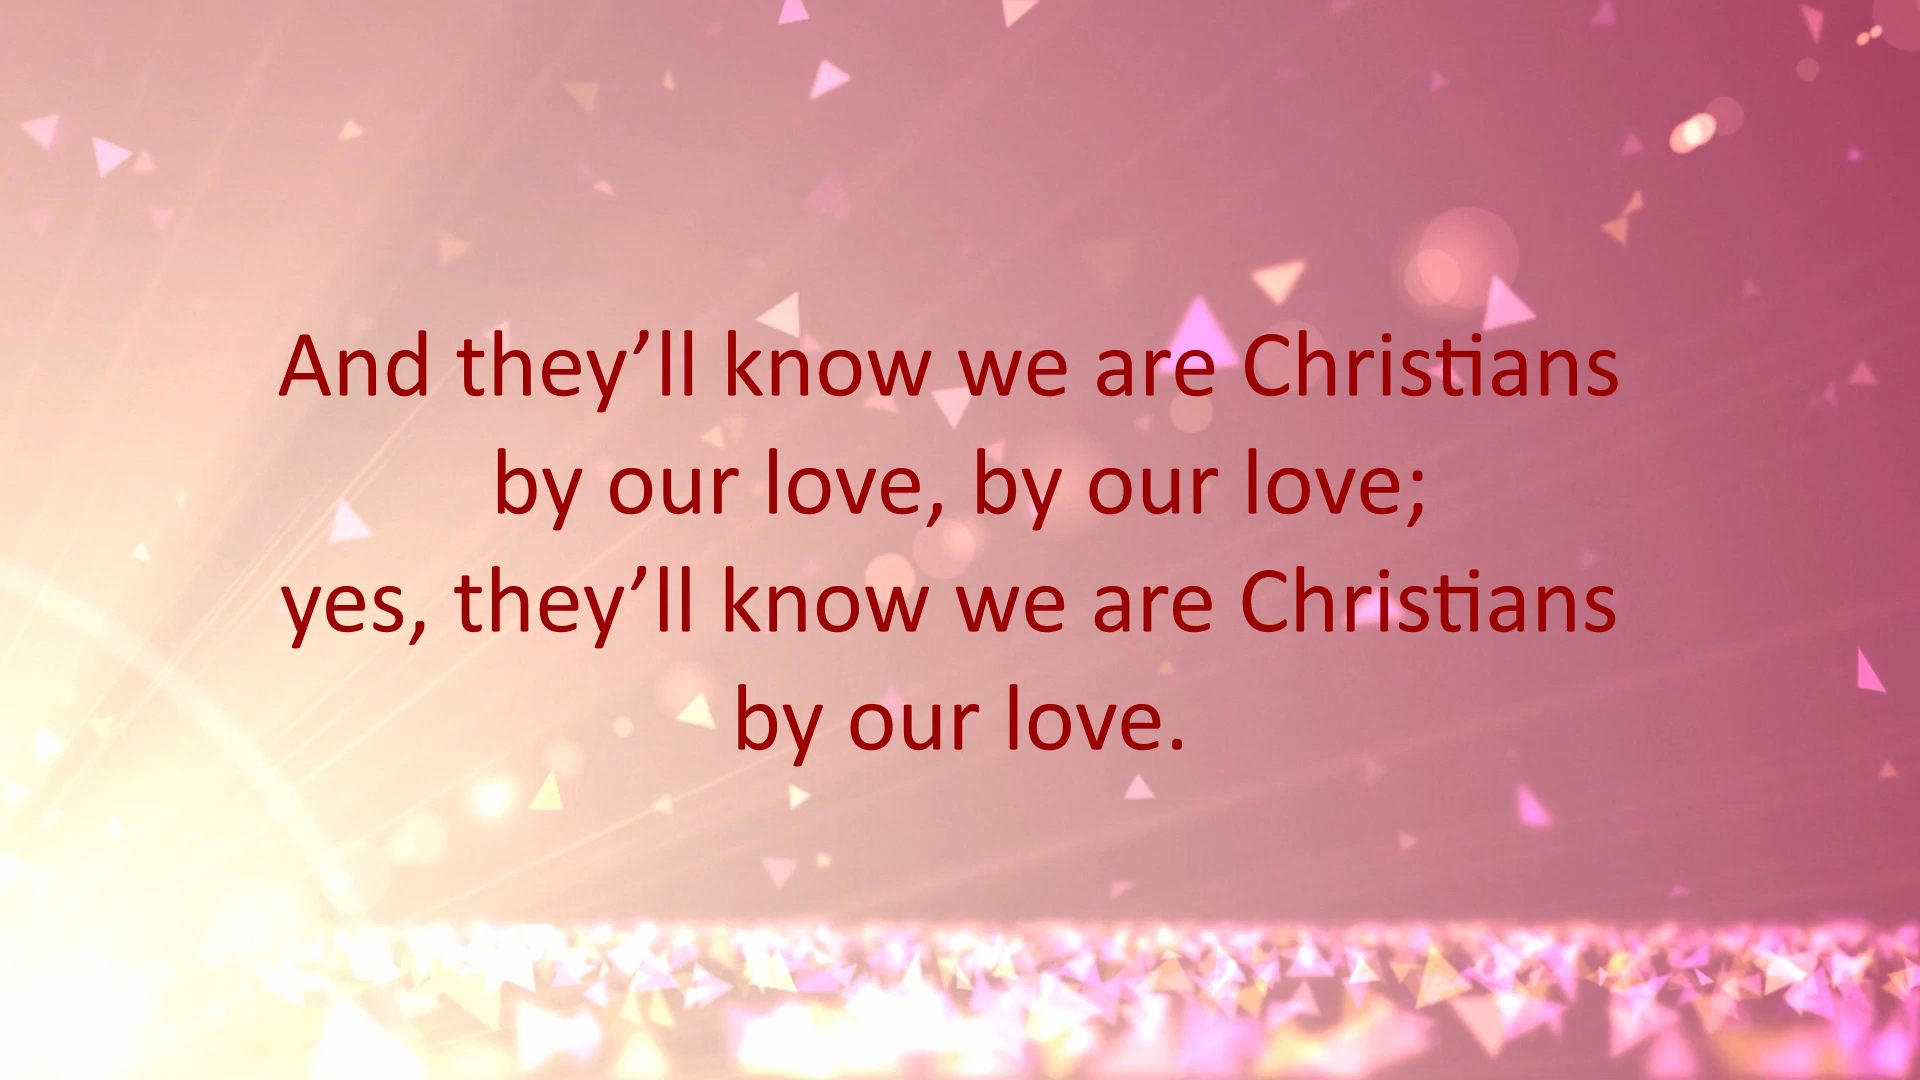 And they’ll know we are Christians
by our love, by our love;
yes, they’ll know we are Christians
by our love.